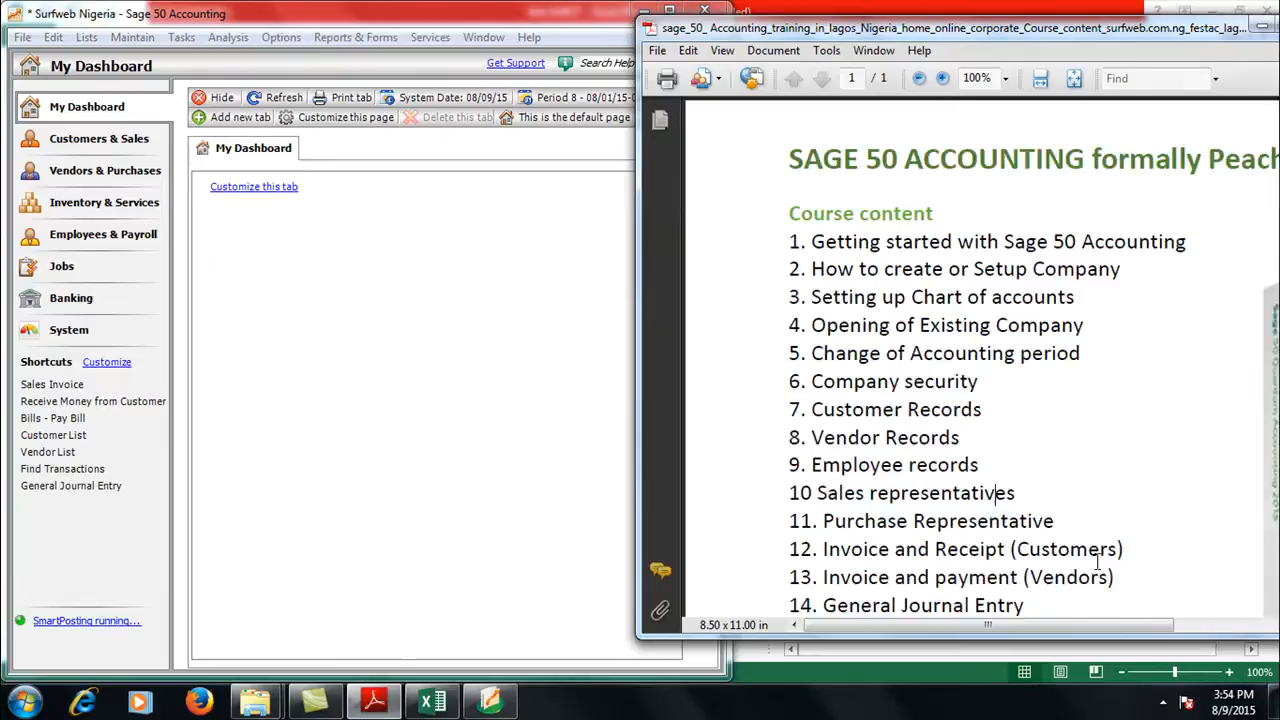 * Surfweb Nigeria - Sage 50 Accounting
File Edit Lists Maintain Tasks Analysis Options Reports & Forms Services Window Help
My Dashboard
Get Support
Search Help
My Dashboard
Customers & Sales
Vendors & Purchases
Inventory & Services
Employees & Payroll
Jobs
Banking
System
Shortcuts Customize
Sales Invoice
Receive Money from Customer
Bills - Pay Bill
Customer List
Vendor List
Find Transactions
General Journal Entry
SmartPosting running...
Hide Refresh Print tab System Date: 08/09/15 Period 8 - 08/01/15-
Add new tab Customize this page Delete this tab This is the default page
My Dashboard
Customize this tab
sage_50_ Accounting_training_in_lagos_Nigeria_home_online_corporate_Course_content_surfweb.com.ng_festac_lag...
File Edit View Document Tools Window Help
1 / 1 100% Find
SAGE 50 ACCOUNTING formally Peach
Course content
1. Getting started with Sage 50 Accounting
2. How to create or Setup Company
3. Setting up Chart of accounts
4. Opening of Existing Company
5. Change of Accounting period
6. Company security
7. Customer Records
8. Vendor Records
9. Employee records
10 Sales representatives
11. Purchase Representative
12. Invoice and Receipt (Customers)
13. Invoice and payment (Vendors)
14. General Journal Entry
8.50 x 11.00 in
100%
3:54 PM
8/9/2015